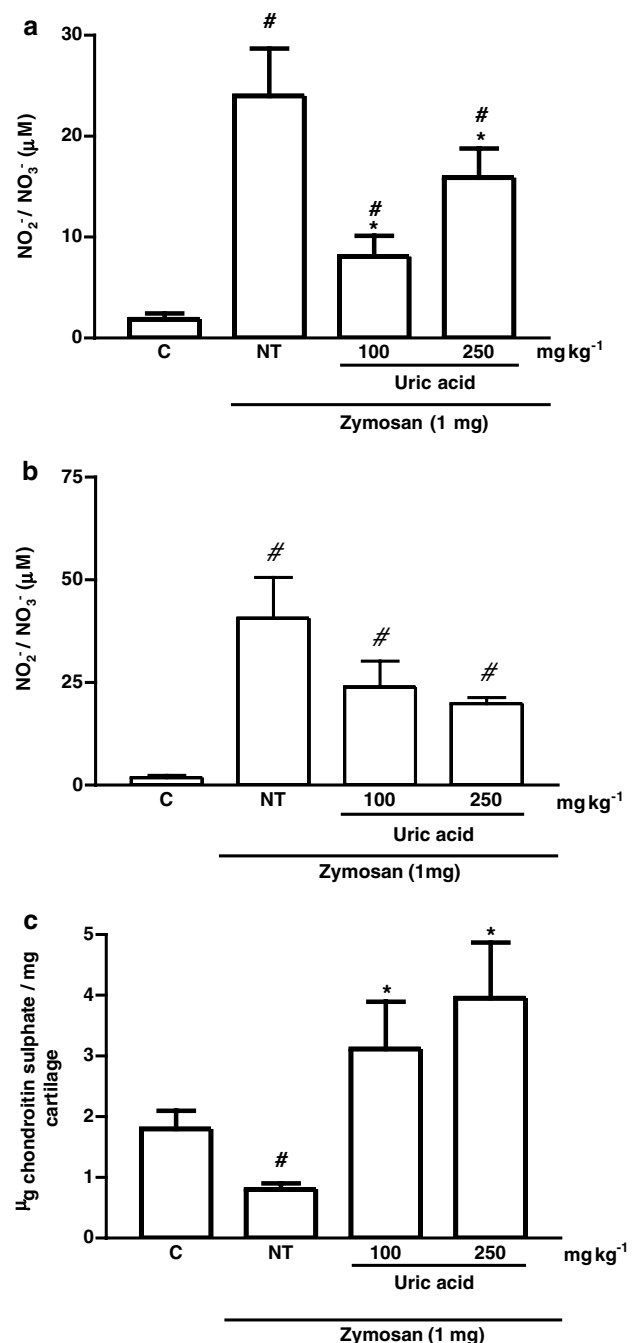 a
NO₂⁻/ NO₃⁻ (µM)
30
20
10
0
#
#
*
#
*
C NT 100 250 mg kg⁻¹
Uric acid
Zymosan (1 mg)
b
NO₂⁻/ NO₃⁻ (µM)
75
50
25
0
#
#
#
C NT 100 250 mg kg⁻¹
Uric acid
Zymosan (1mg)
c
µg chondroitin sulphate / mg
cartilage
5
4
3
2
1
0
#
*
*
C NT 100 250 mg kg⁻¹
Uric acid
Zymosan (1 mg)